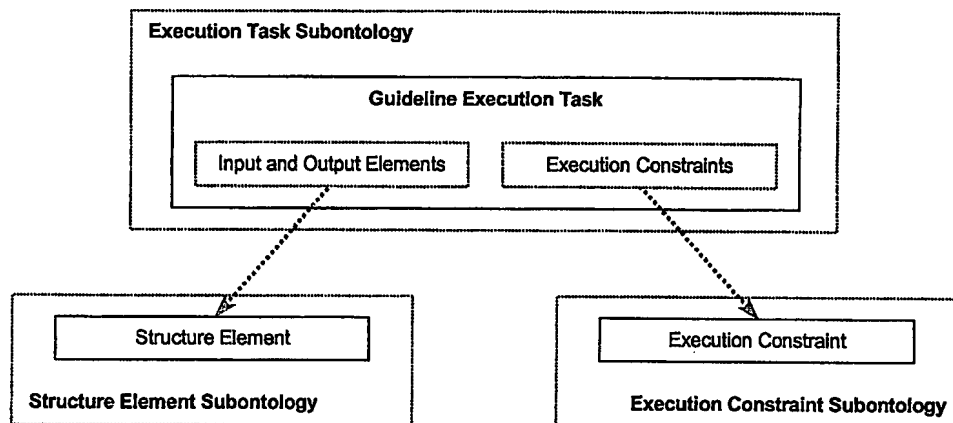 Execution Task Subontology
Guideline Execution Task
Input and Output Elements
Execution Constraints
Structure Element
Execution Constraint
Structure Element Subontology
Execution Constraint Subontology